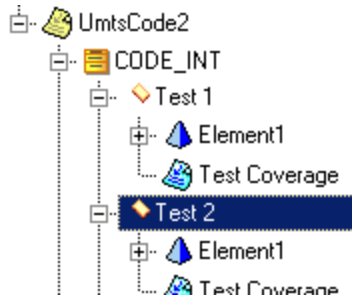 UmtsCode2
CODE_INT
Test 1
Element1
Test Coverage
Test 2
Element1
Test Coverage